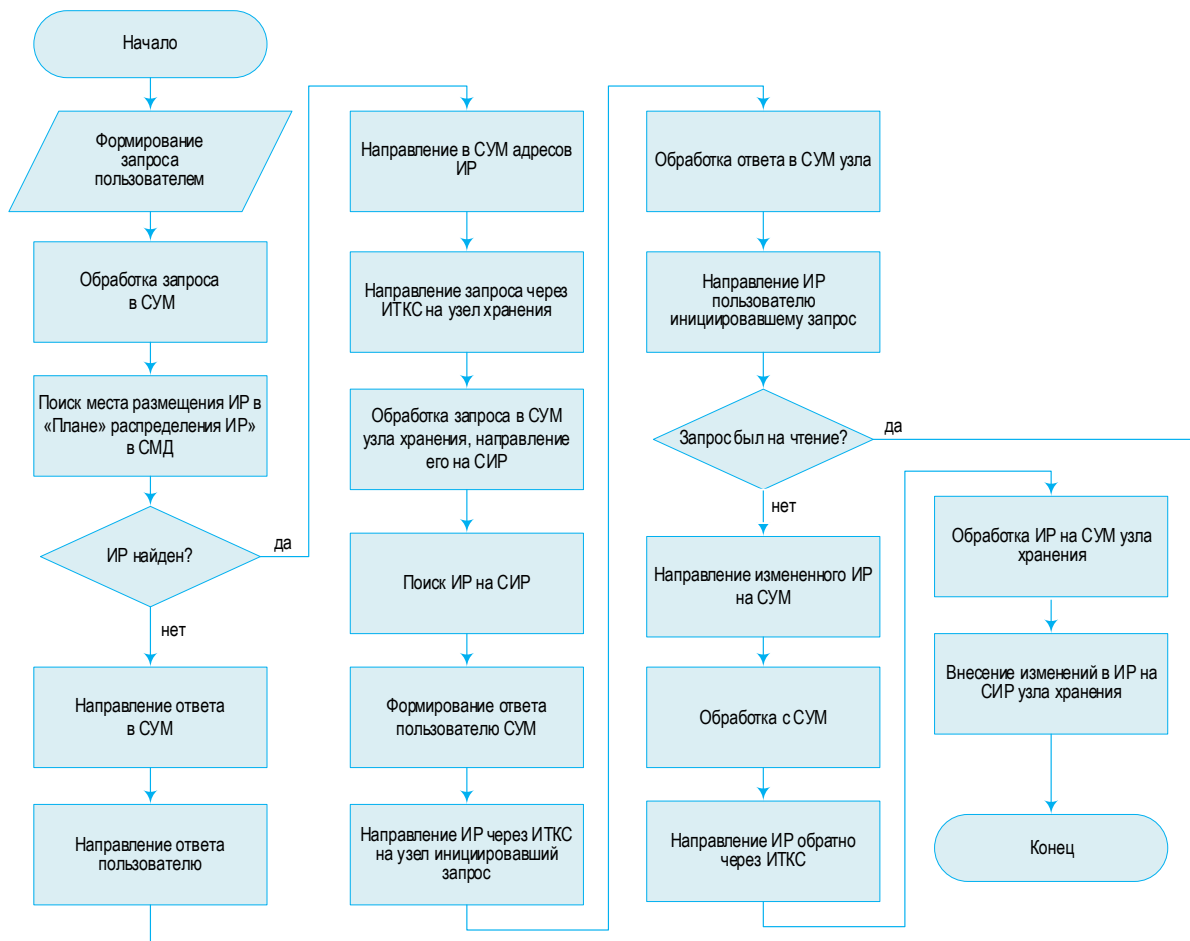 Начало
Формирование
запроса
пользователем
Обработка запроса
в СУМ
Поиск места размещения ИР в
«Плане» распределения ИР»
в СМД
ИР найден?
да
нет
Направление ответа
в СУМ
Направление ответа
пользователю
Направление в СУМ адресов
ИР
Направление запроса через
ИТКС на узел хранения
Обработка запроса в СУМ
узла хранения, направление
его на СИР
Поиск ИР на СИР
Формирование ответа
пользователю СУМ
Направление ИР через ИТКС
на узел инициировавший
запрос
Обработка ответа в СУМ узла
Направление ИР
пользователю
инициировавшему запрос
Запрос был на чтение?
да
нет
Направление измененного ИР
на СУМ
Обработка с СУМ
Направление ИР обратно
через ИТКС
Обработка ИР на СУМ узла
хранения
Внесение изменений в ИР на
СИР узла хранения
Конец